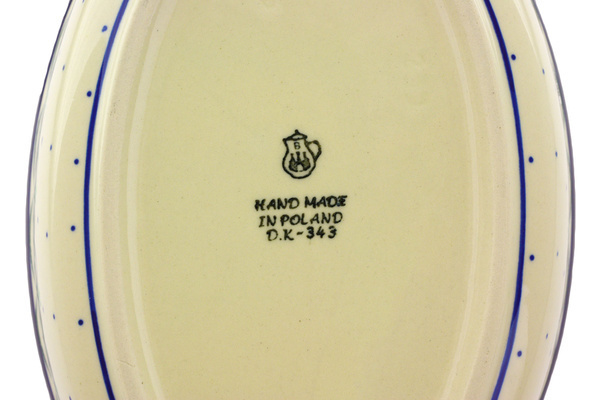 B
HAND MADE
IN POLAND
D.K-343